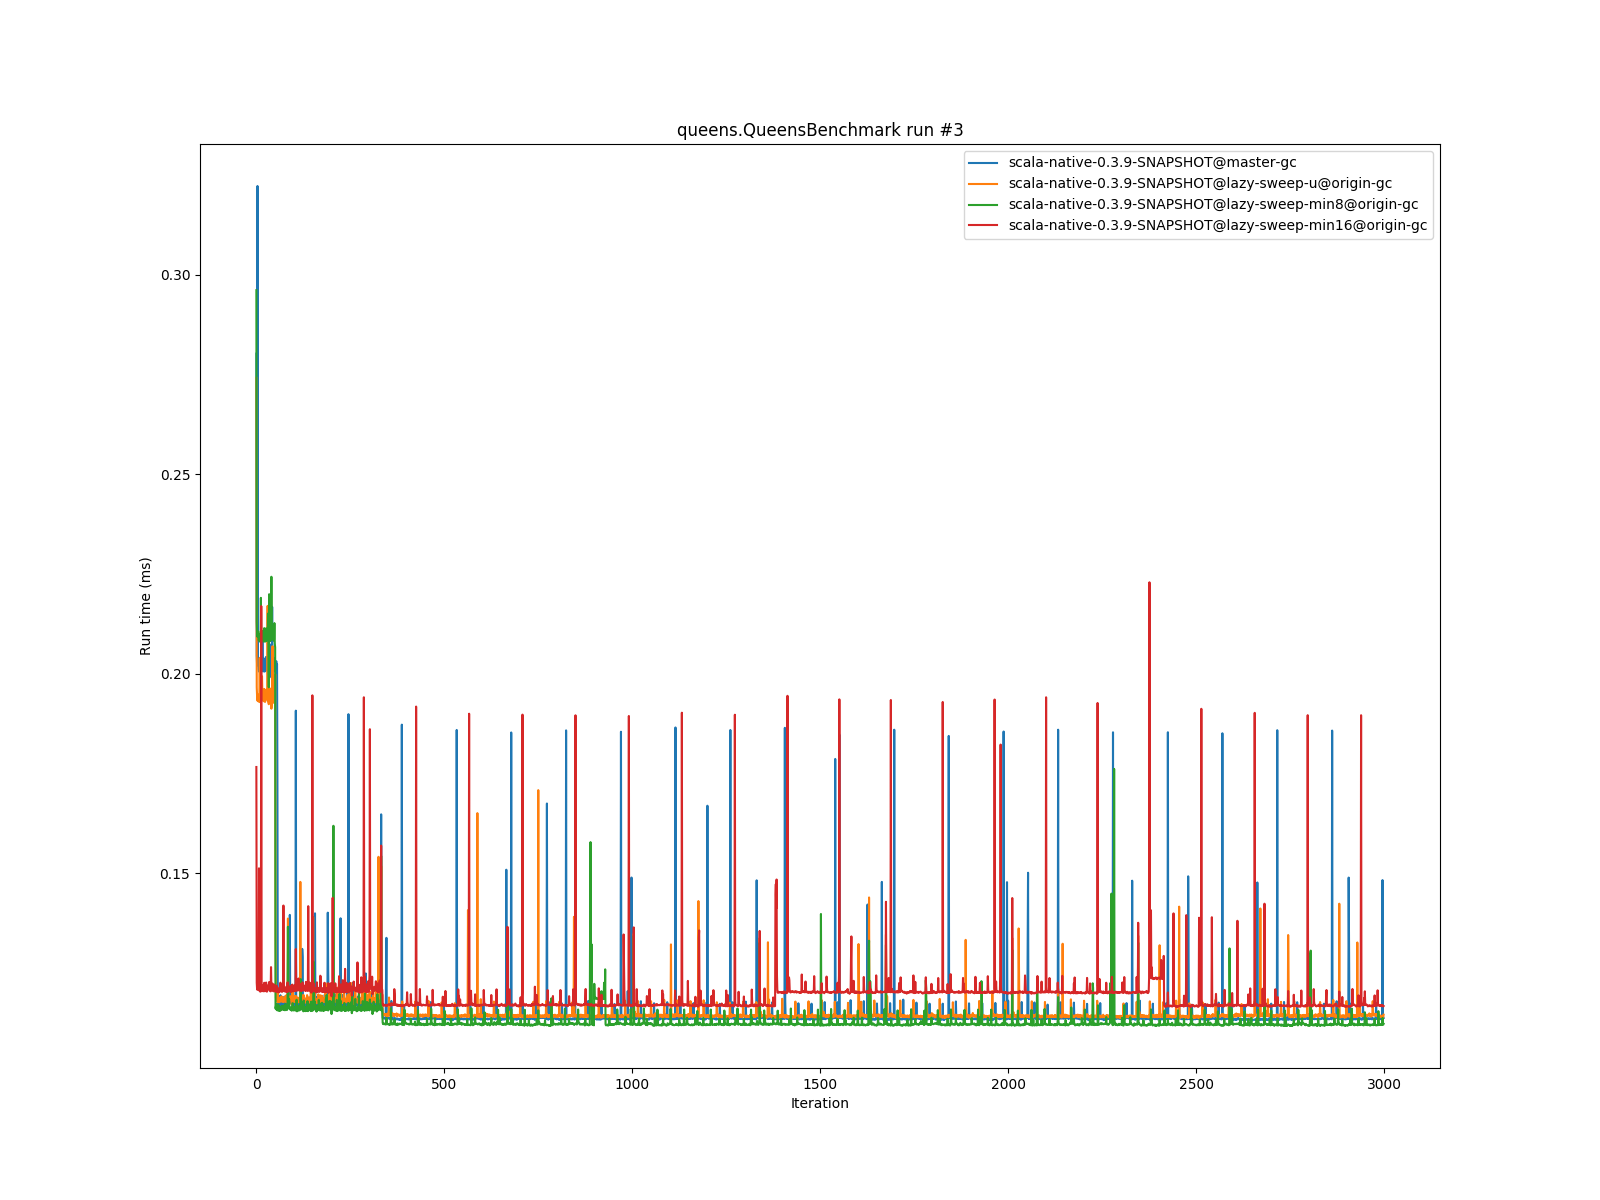 queens.QueensBenchmark run #3
scala-native-0.3.9-SNAPSHOT@master-gc
scala-native-0.3.9-SNAPSHOT@lazy-sweep-u@origin-gc
scala-native-0.3.9-SNAPSHOT@lazy-sweep-min8@origin-gc
scala-native-0.3.9-SNAPSHOT@lazy-sweep-min16@origin-gc
0.30
0.25
0.20
0.15
Run time (ms)
0 500 1000 1500 2000 2500 3000
Iteration